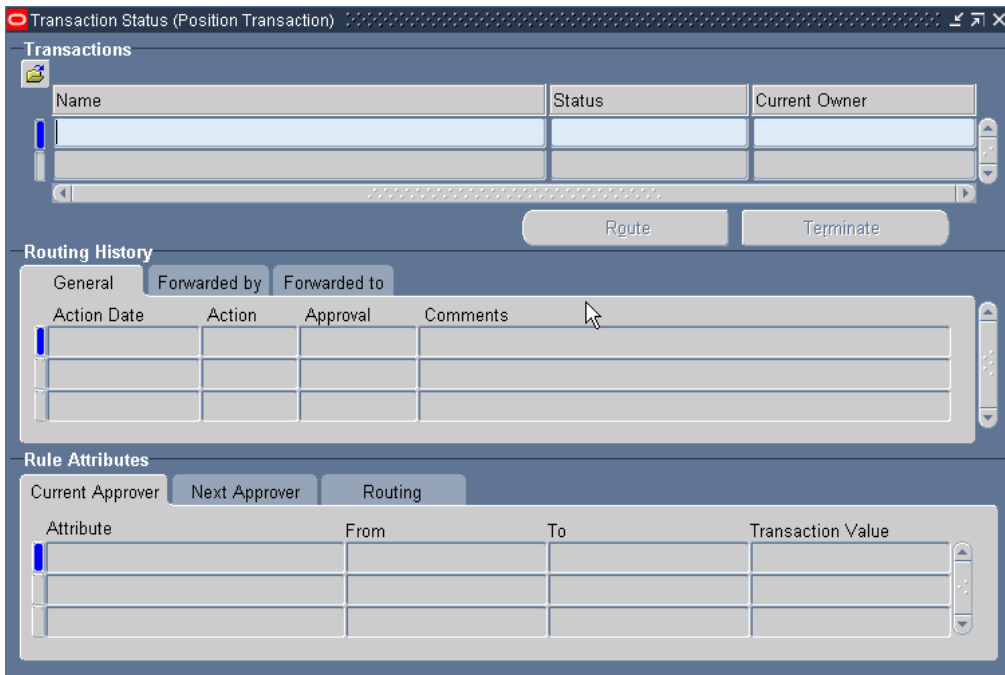 Transaction Status (Position Transaction)
Transactions
Name Status Current Owner
Route Terminate
Routing History
General Forwarded by Forwarded to
Action Date Action Approval Comments
Rule Attributes
Current Approver Next Approver Routing
Attribute From To Transaction Value